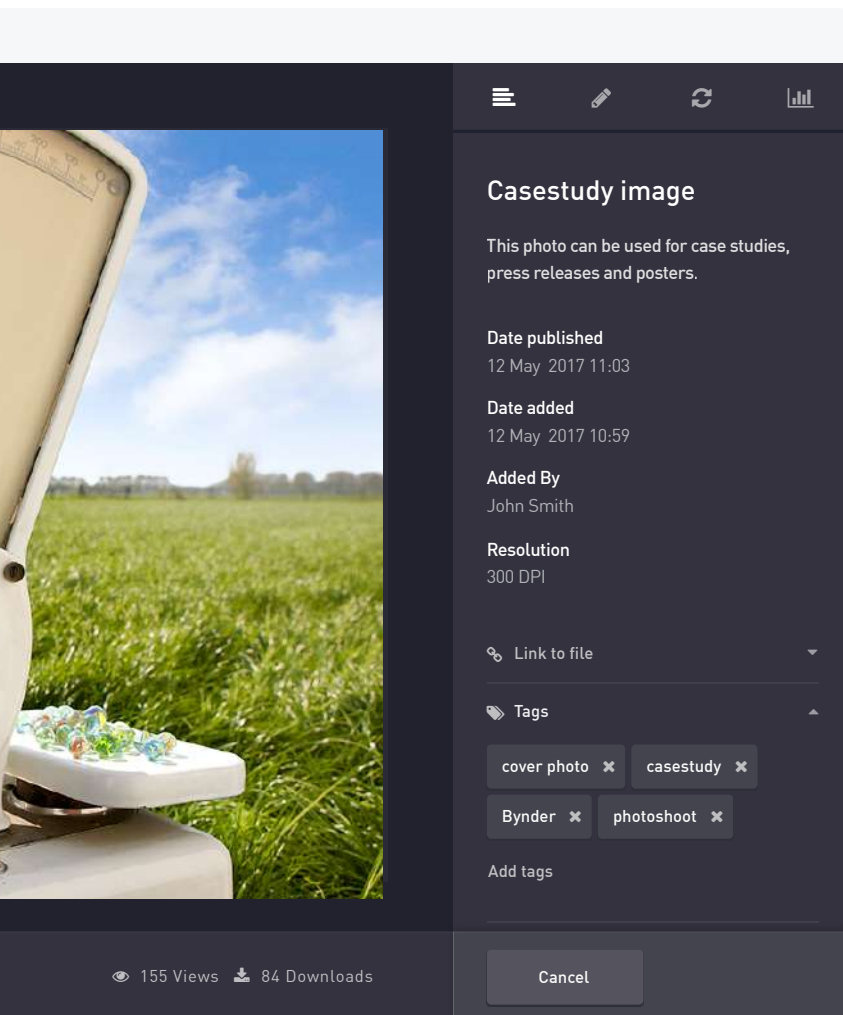 Casestudy image
This photo can be used for case studies,
press releases and posters.
Date published
12 May 2017 11:03
Date added
12 May 2017 10:59
Added By
John Smith
Resolution
300 DPI
Link to file
Tags
cover photo
casestudy
Bynder
photoshoot
Add tags
155 Views
84 Downloads
Cancel